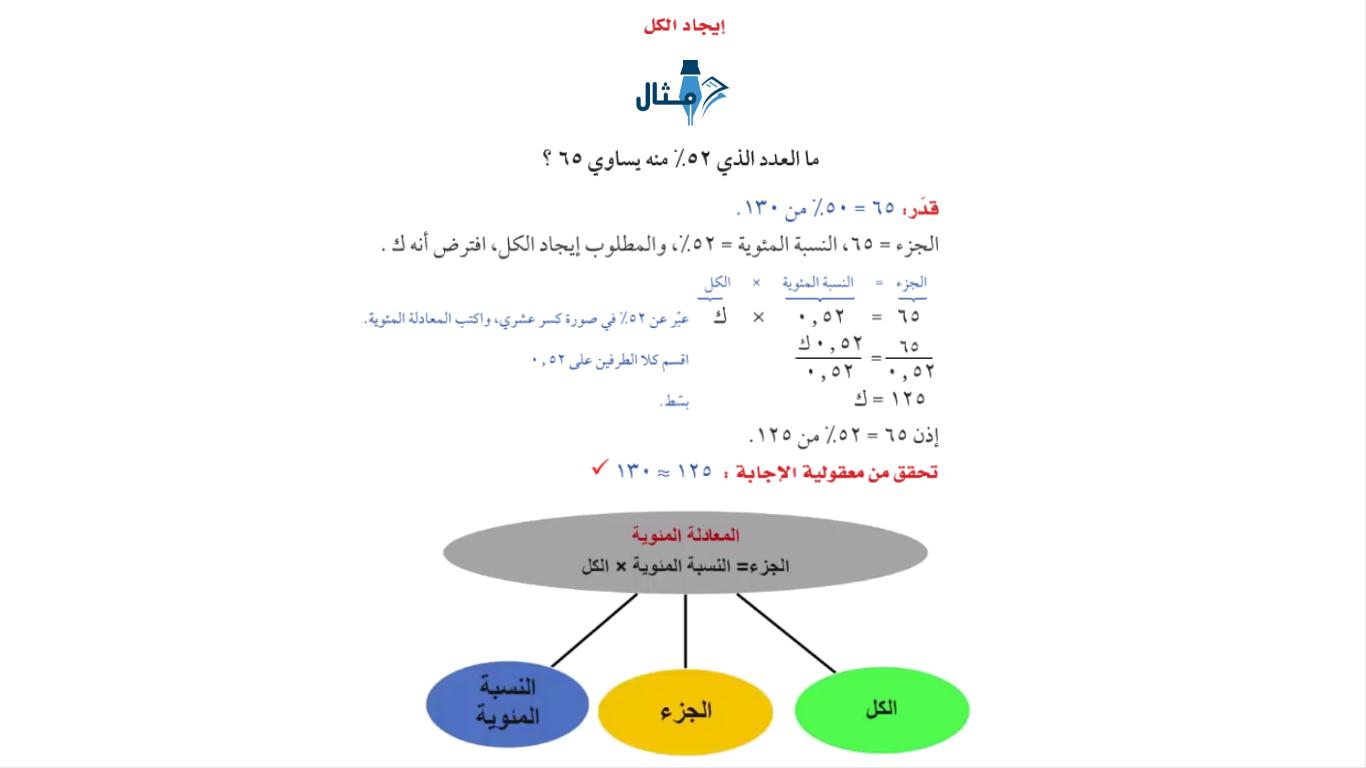 إيجاد الكل
مثال
ما العدد الذي ٥٢٪ منه يساوي ٦٥ ؟
قدّر: ٦٥ = ٥٠٪ من ١٣٠.
الجزء = ٦٥، النسبة المئوية = ٥٢٪، والمطلوب إيجاد الكل، افترض أنه ك .
الجزء = النسبة المئوية × الكل
٦٥ = ٠,٥٢ × ك عبّر عن ٥٢٪ في صورة كسر عشري، واكتب المعادلة المئوية.
٦٥ / ٠,٥٢ = ٠,٥٢ ك / ٠,٥٢ اقسم كلا الطرفين على ٠,٥٢
١٢٥ = ك بسّط.
إذن ٦٥ = ٥٢٪ من ١٢٥.
تحقق من معقولية الإجابة : ١٢٥ ≈ ١٣٠ ✓
المعادلة المئوية
الجزء= النسبة المئوية × الكل
الكل
الجزء
النسبة
المئوية